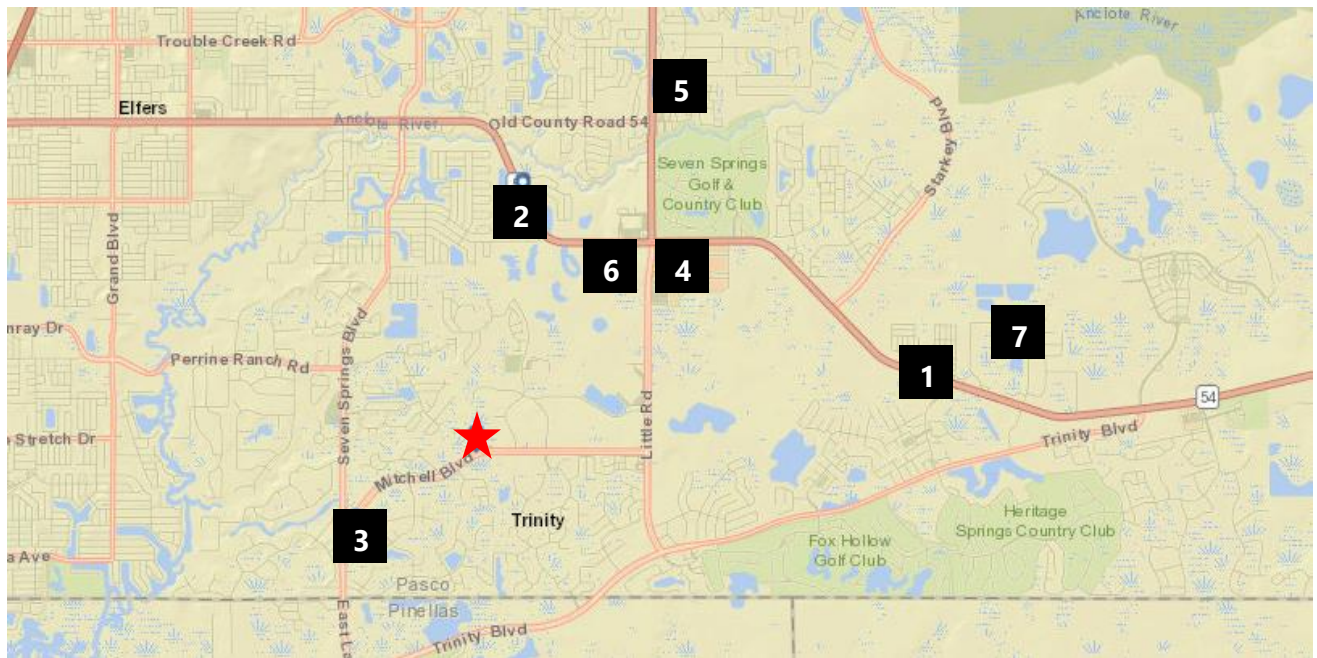 Anclote River
Trouble Creek Rd
5
Elfers
Anclote River
Old County Road 54
Starkey Blvd
Seven Springs
Golf &
Country Club
2
Grand Blvd
6
4
nray Dr
Perrine Ranch Rd
Seven Springs Blvd
7
1
54
Little Rd
Stretch Dr
Trinity Blvd
Mitchell Blvd
Trinity
3
Heritage
Springs Country Club
Fox Hollow
Golf Club
a Ave
Pasco
Pinellas
East La
Trinity Blvd